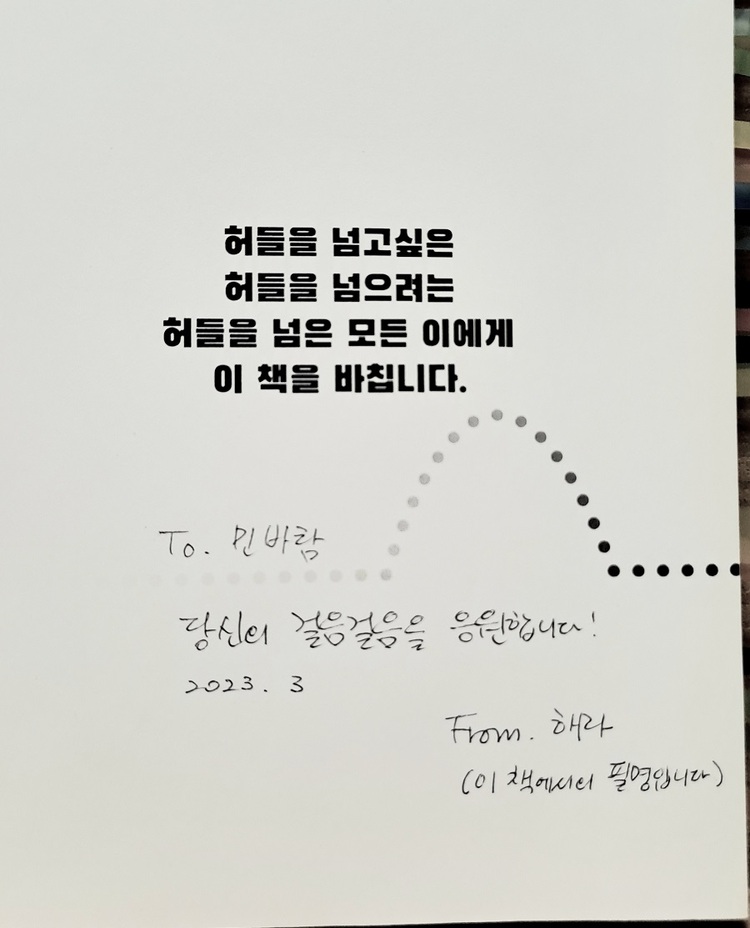 허들을 넘고싶은
허들을 넘으려는
허들을 넘은 모든 이에게
이 책을 바칩니다.
To. 민바람
당신의 걸음걸음을 응원합니다!
2023. 3
From. 해라
(이 책에서의 필명입니다)